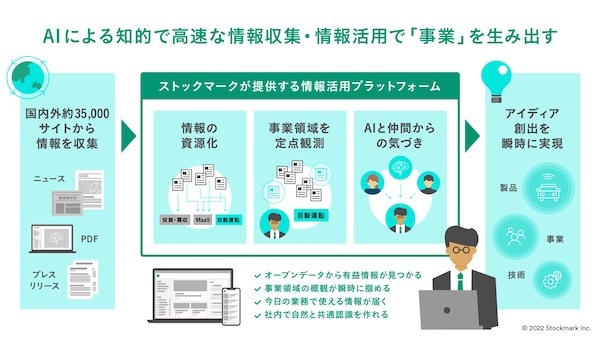 AIによる知的で高速な情報収集・情報活用で「事業」を生み出す
国内外約35,000
サイトから
情報を収集
ニュース
PDF
プレス
リリース
ストックマークが提供する情報活用プラットフォーム
情報の
資源化
投資・買収
MaaS
自動運転
事業領域を
定点観測
自動運転
AIと仲間から
の気づき
オープンデータから有益情報が見つかる
事業領域の概観が瞬時に掴める
今日の業務で使える情報が届く
社内で自然と共通認識を作れる
アイディア
創出を
瞬時に実現
製品
事業
技術
© 2022 Stockmark Inc.